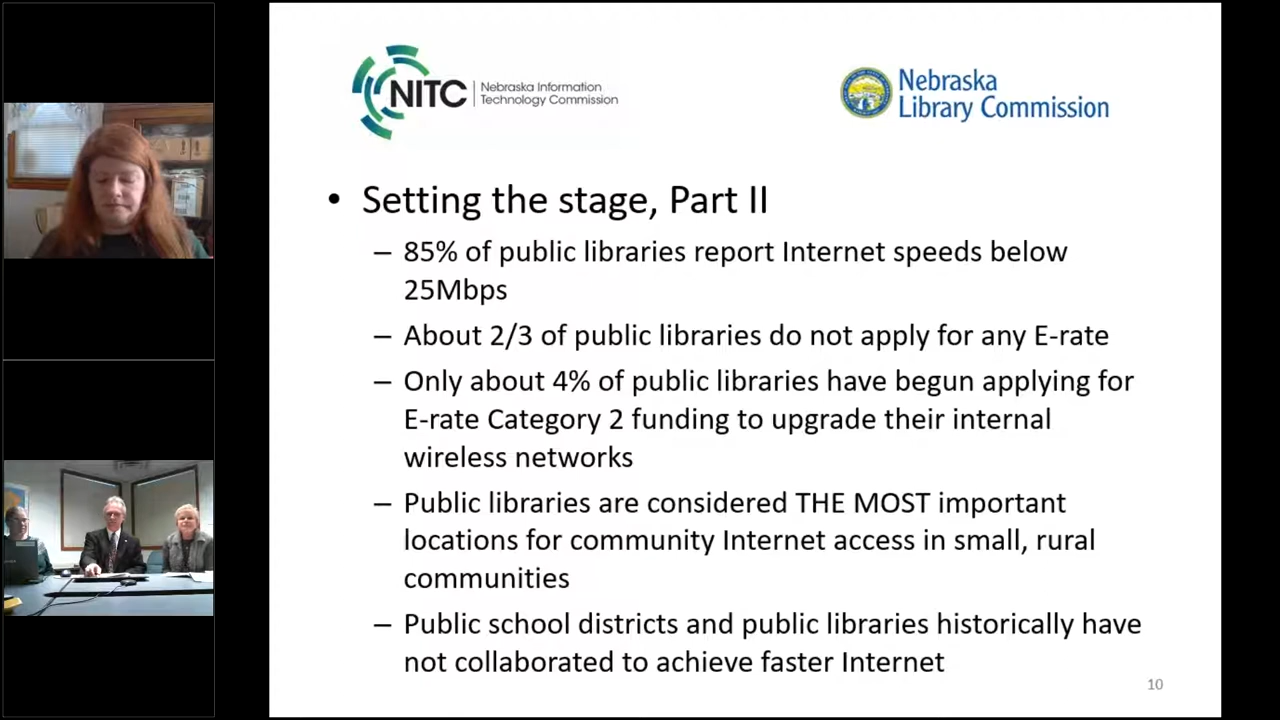 NITC
Nebraska Information
Technology Commission
Nebraska
Library Commission
• Setting the stage, Part II
– 85% of public libraries report Internet speeds below
25Mbps
– About 2/3 of public libraries do not apply for any E-rate
– Only about 4% of public libraries have begun applying for
E-rate Category 2 funding to upgrade their internal
wireless networks
– Public libraries are considered THE MOST important
locations for community Internet access in small, rural
communities
– Public school districts and public libraries historically have
not collaborated to achieve faster Internet
10